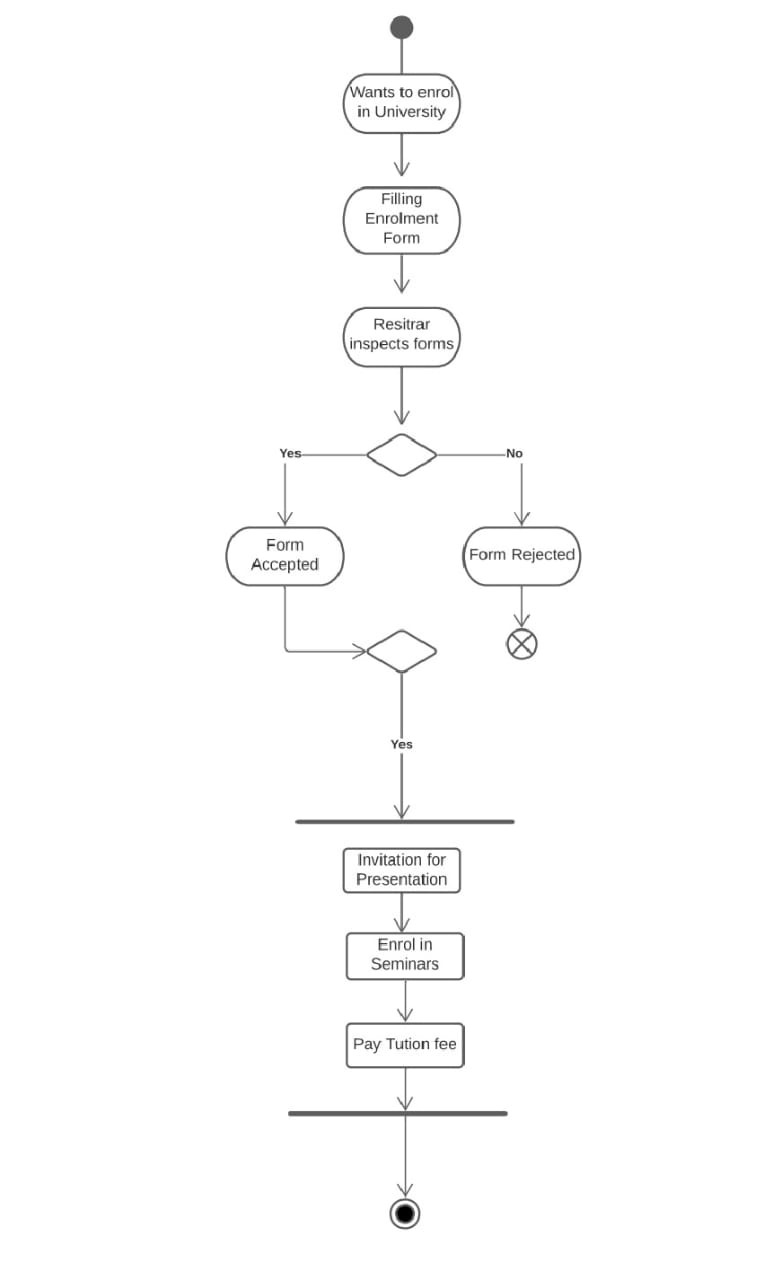 Wants to enrol
in University
Filling
Enrolment
Form
Resitrar
inspects forms
Yes
No
Form
Accepted
Form Rejected
Yes
Invitation for
Presentation
Enrol in
Seminars
Pay Tution fee